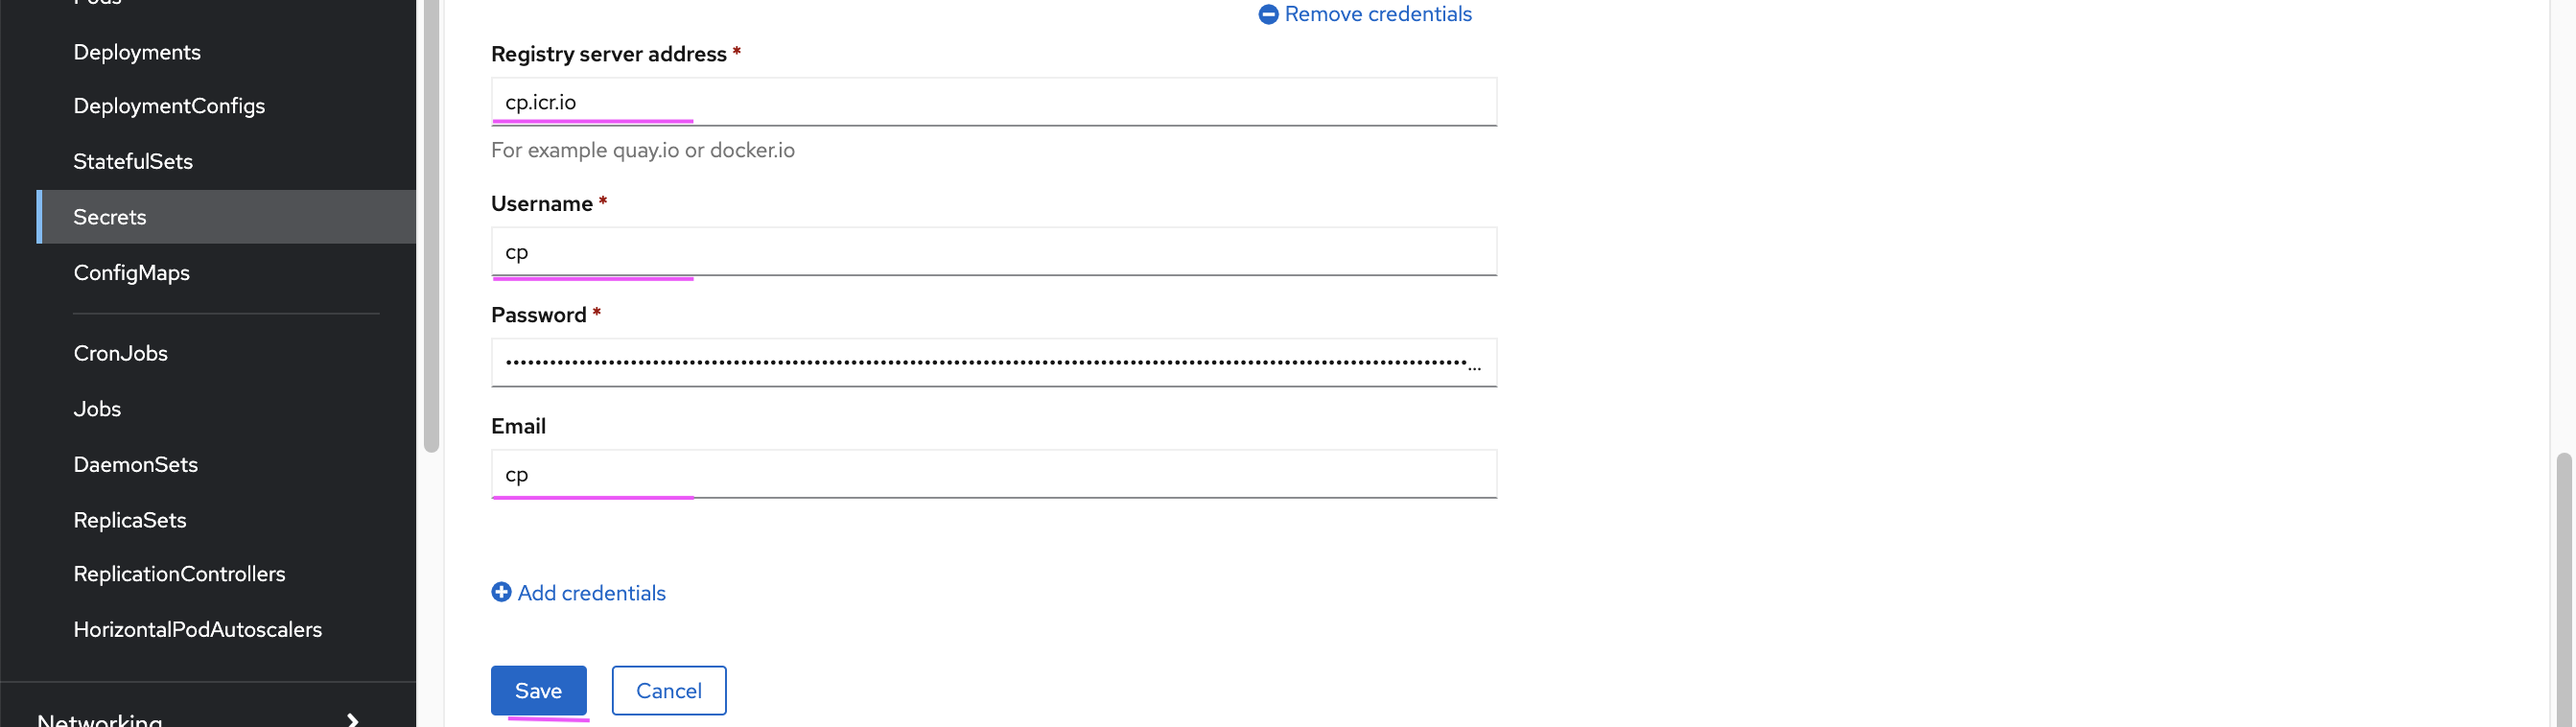 Pods
Deployments
DeploymentConfigs
StatefulSets
Secrets
ConfigMaps
CronJobs
Jobs
DaemonSets
ReplicaSets
ReplicationControllers
HorizontalPodAutoscalers
Networking
Remove credentials
Registry server address *
cp.icr.io
For example quay.io or docker.io
Username *
cp
Password *
Email
cp
Add credentials
Save
Cancel